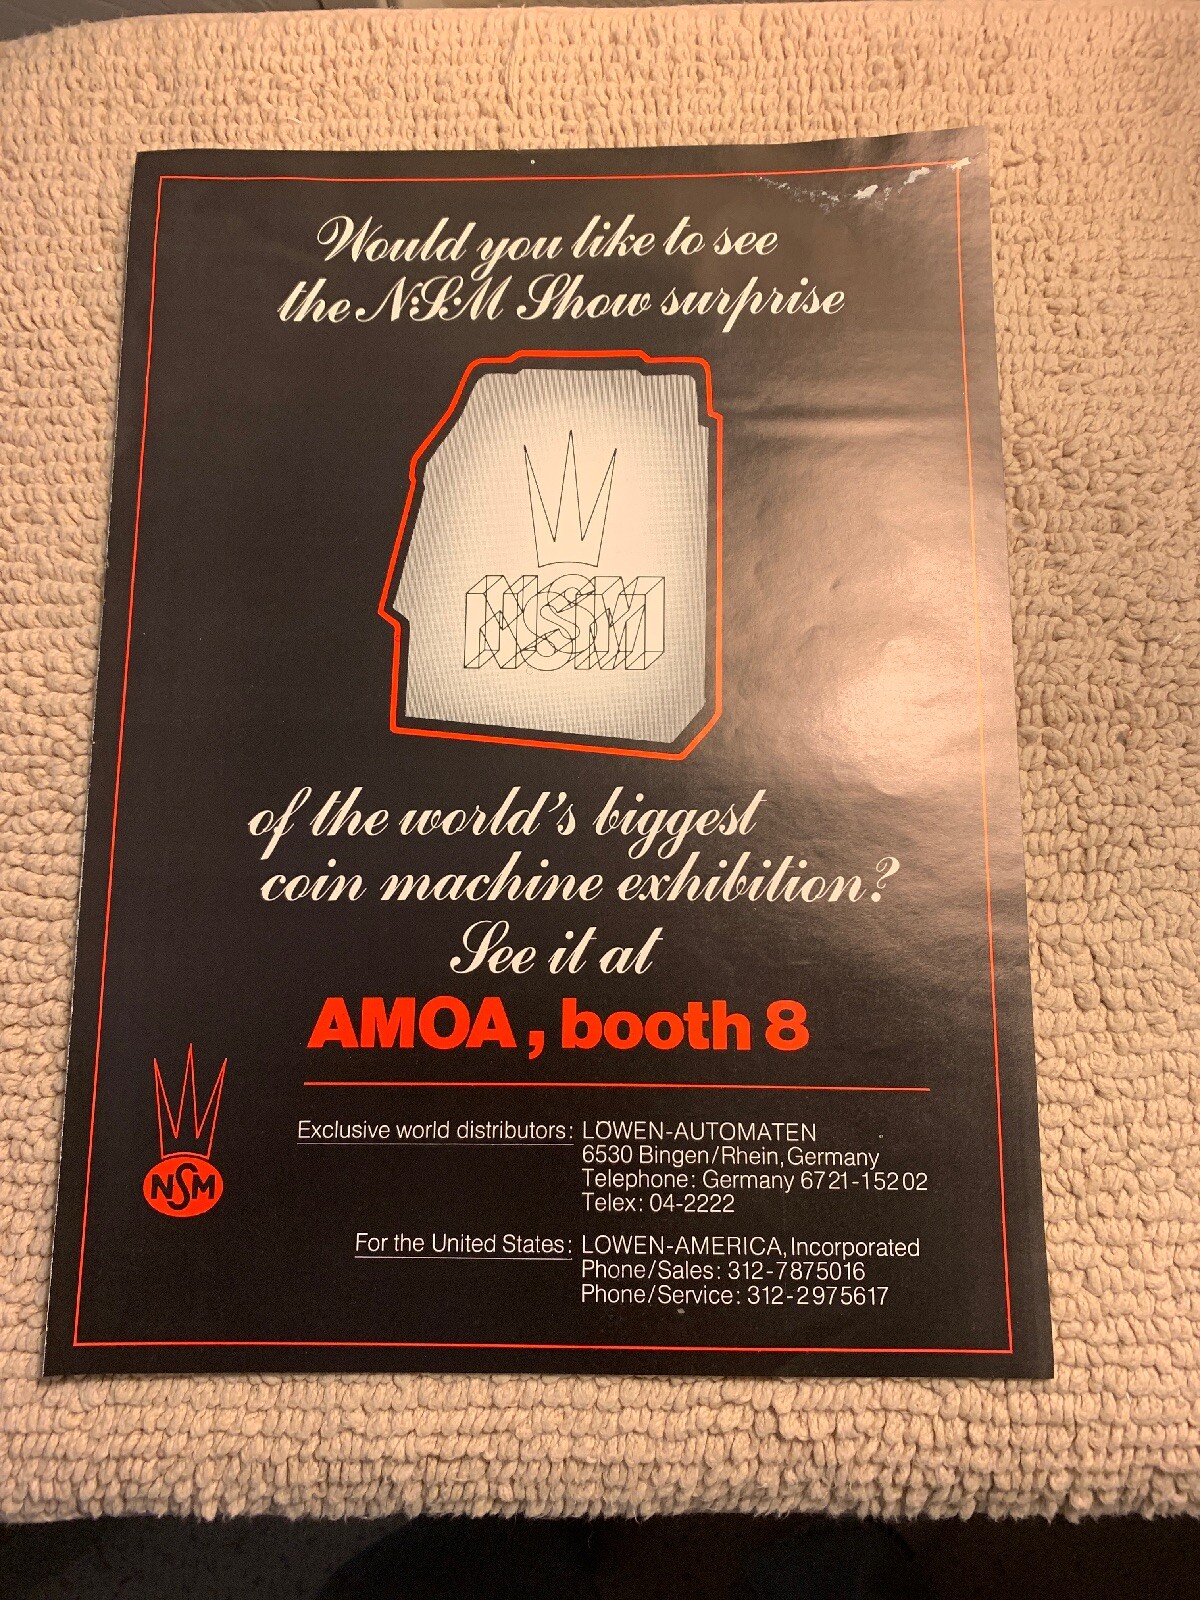 Would you like to see
the N·S·M Show surprise
NSM
of the world's biggest
coin machine exhibition?
See it at
AMOA, booth 8
NSM
Exclusive world distributors: LÖWEN-AUTOMATEN
6530 Bingen/Rhein, Germany
Telephone: Germany 6721-15202
Telex: 04-2222
For the United States: LOWEN-AMERICA, Incorporated
Phone/Sales: 312-7875016
Phone/Service: 312-2975617